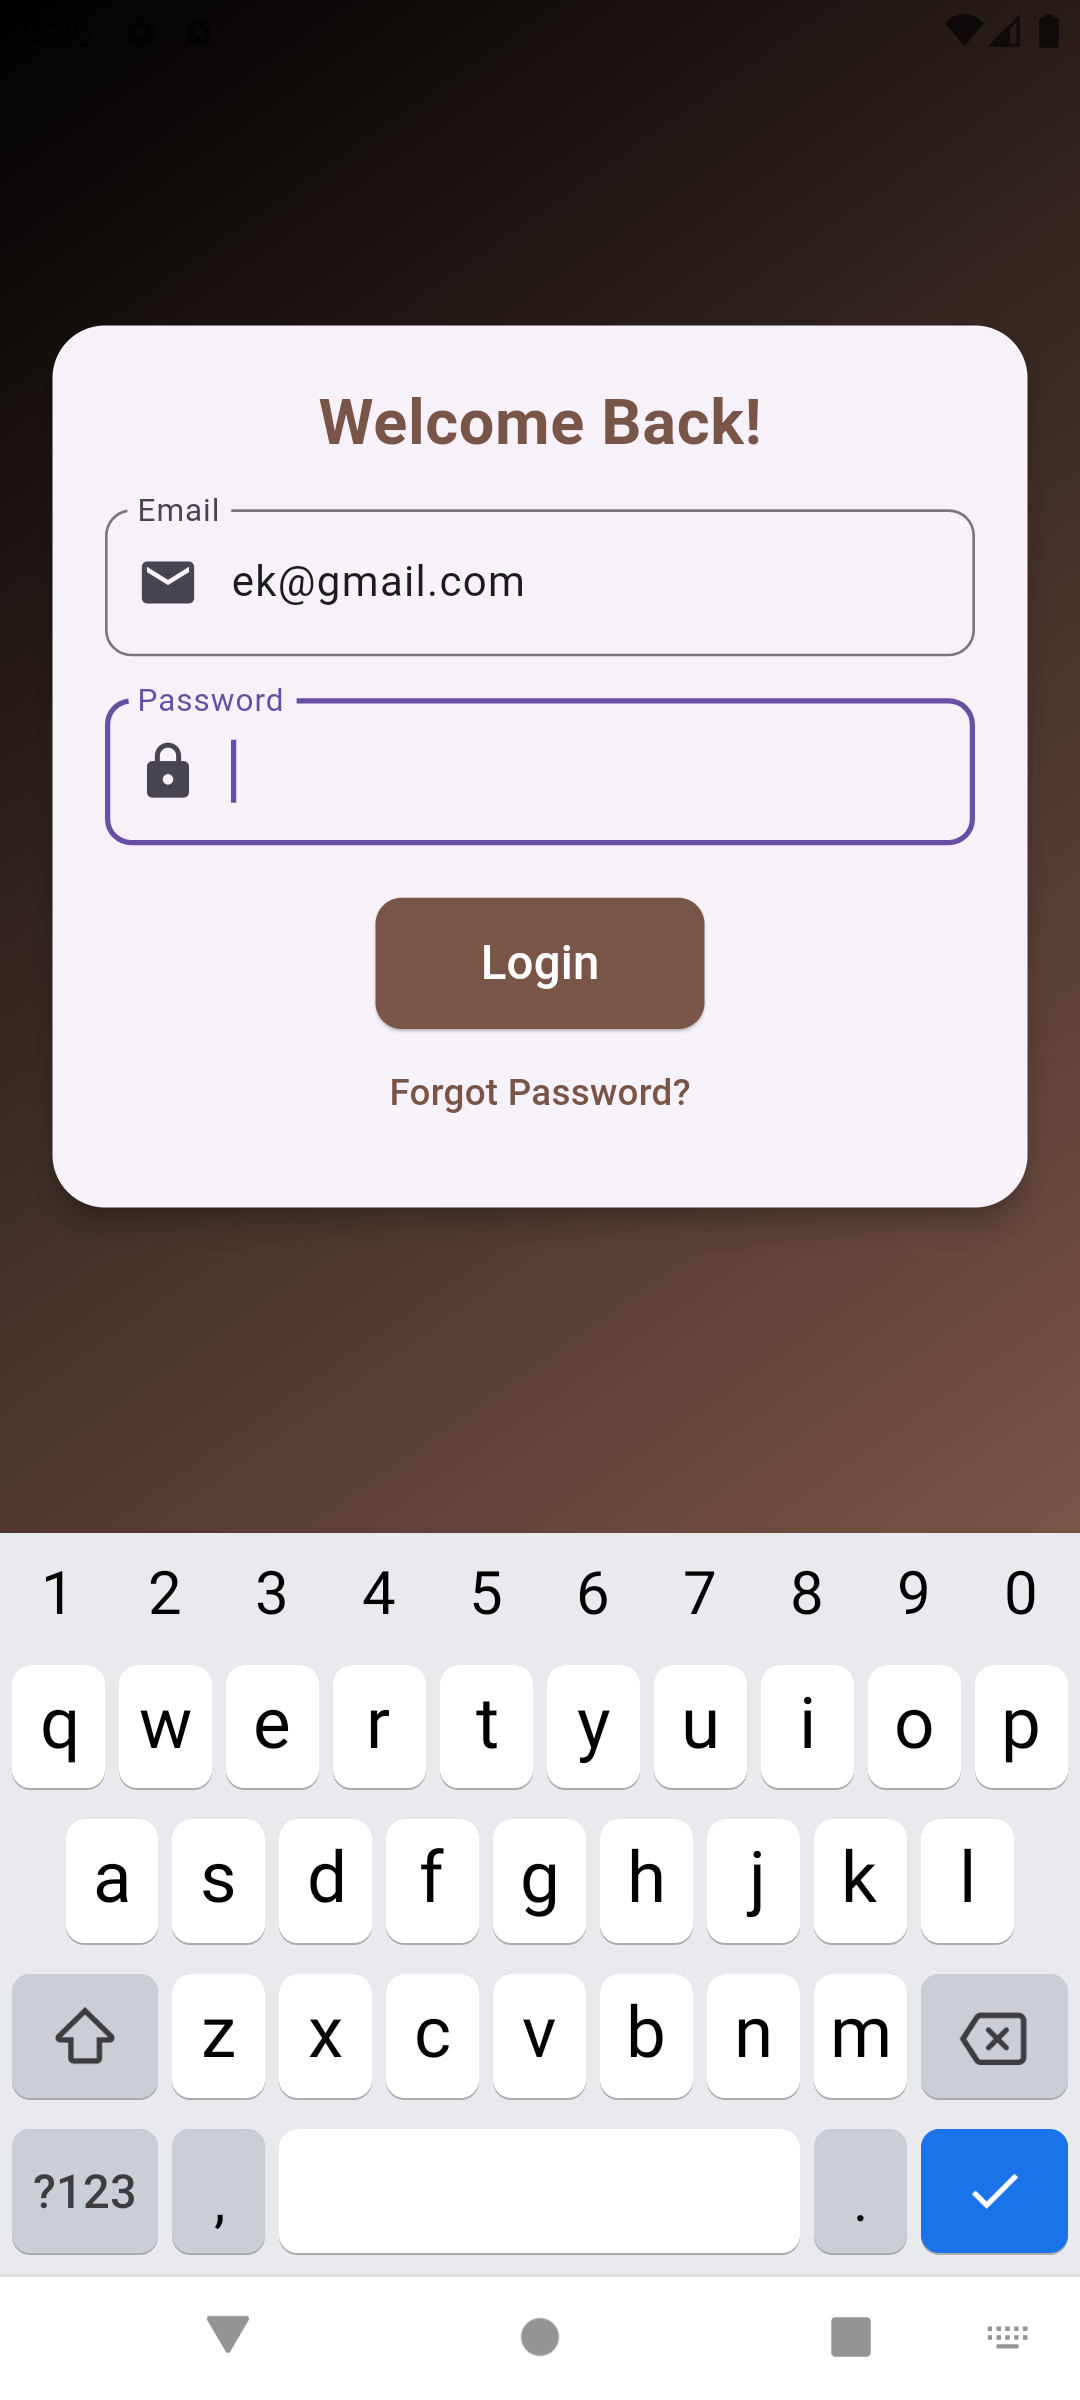 Welcome Back!
Email
ek@gmail.com
Password
Login
Forgot Password?
1 2 3 4 5 6 7 8 9 0
q w e r t y u i o p
a s d f g h j k l
z x c v b n m
?123 , .